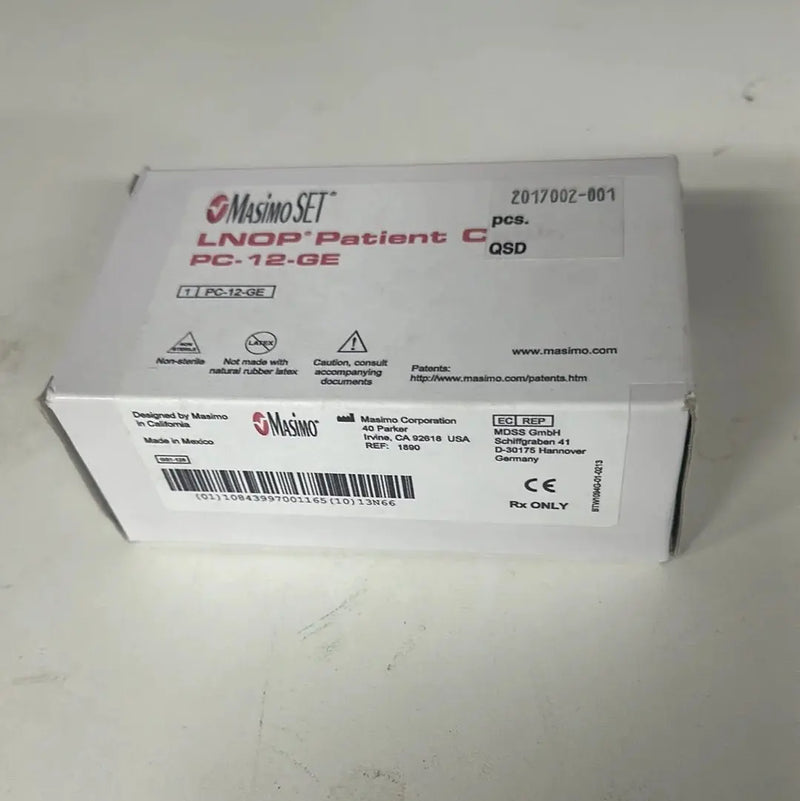 MASIMO SET®
2017002-001
LNOP® Patient C
pcs.
PC-12-GE
QSD
1 PC-12-GE
NON STERILE
LATEX
Non-sterile
Not made with
natural rubber latex
Caution, consult
accompanying
documents
www.masimo.com
Patents:
http://www.masimo.com/patents.htm
Designed by Masimo
in California
Made in Mexico
MASIMO®
Masimo Corporation
40 Parker
Irvine, CA 92618 USA
REF: 1890
EC REP
MDSS GmbH
Schiffgraben 41
D-30175 Hannover
Germany
(01)10843997001165(10)13N66
CE
Rx ONLY